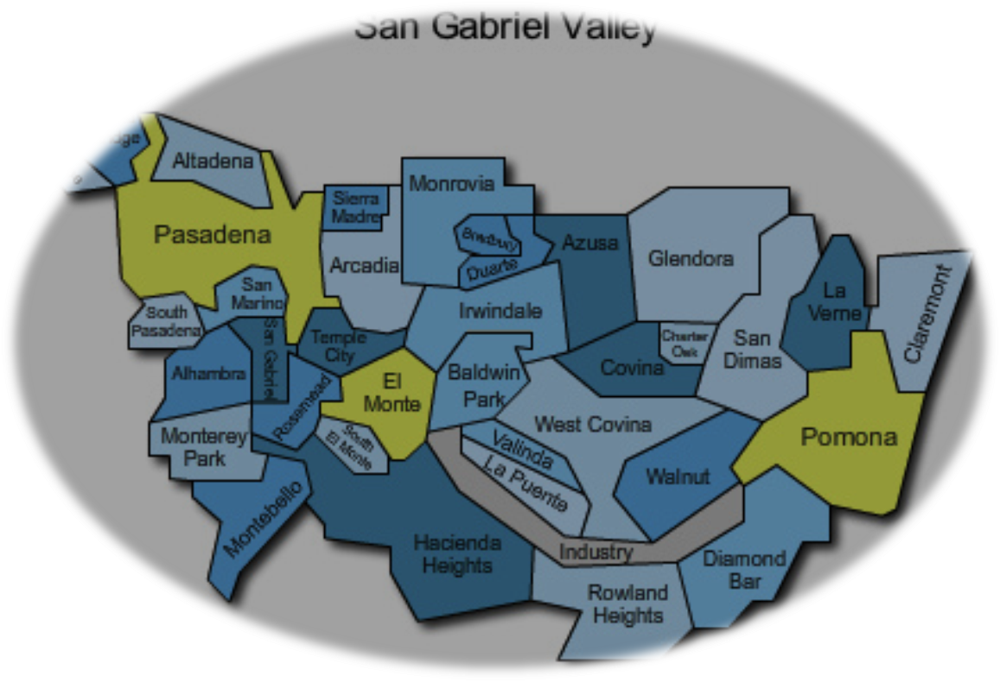 San Gabriel Valley
Altadena
Monrovia
Sierra
Madre
Pasadena
Bradbury
Azusa
Arcadia
Duarte
Glendora
San
Marino
Irwindale
La
Verne
Claremont
South
Pasadena
San Gabriel
Temple
City
Charter
Oak
San
Dimas
Alhambra
Rosemead
El
Monte
Baldwin
Park
Covina
West Covina
Monterey
Park
South
El Monte
Valinda
La Puente
Walnut
Pomona
Montebello
Hacienda
Heights
Industry
Diamond
Bar
Rowland
Heights